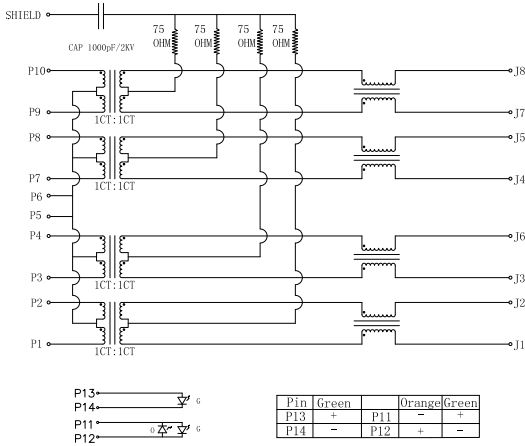 SHIELD
CAP 1000pF/2KV
75 OHM 75 OHM 75 OHM 75 OHM
P10 J8
P9 J7
1CT:1CT
P8 J5
P7 J4
1CT:1CT
P6
P5
P4 J6
P3 J3
1CT:1CT
P2 J2
P1 J1
1CT:1CT
P13
P14
G
P11
P12
O G
Pin Green Orange Green
P13 + P11 - +
P14 - P12 + -